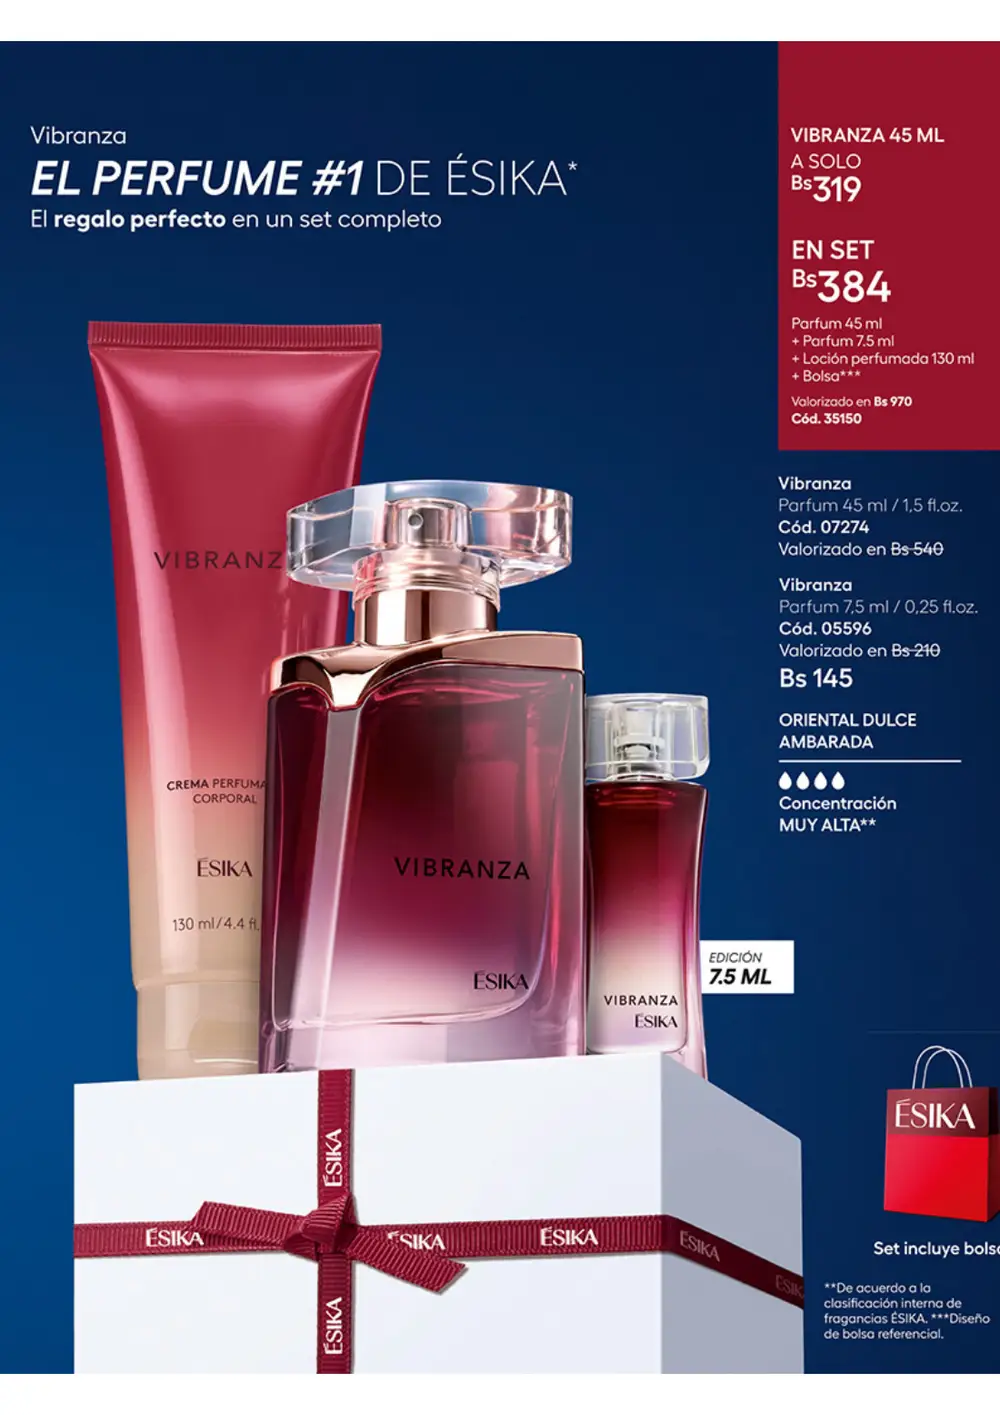 Vibranza
EL PERFUME #1 DE ÉSIKA*
El regalo perfecto en un set completo
VIBRANZA 45 ML
A SOLO
Bs319
EN SET
Bs384
Parfum 45 ml
+ Parfum 7.5 ml
+ Loción perfumada 130 ml
+ Bolsa***
Valorizado en Bs 970
Cód. 35150
Vibranza
Parfum 45 ml / 1,5 fl.oz.
Cód. 07274
Valorizado en Bs 540
Vibranza
Parfum 7,5 ml / 0,25 fl.oz.
Cód. 05596
Valorizado en Bs 210
Bs 145
ORIENTAL DULCE
AMBARADA
Concentración
MUY ALTA**
VIBRANZ
CREMA PERFUMA
CORPORAL
ÉSIKA
130 ml/4.4 fl.
VIBRANZA
ÉSIKA
VIBRANZA
ÉSIKA
EDICIÓN
7.5 ML
ÉSIKA
ÉSIKA
ÉSIKA
ÉSIKA
ÉSIKA
ÉSIKA
ÉSIK
ÉSIKA
Set incluye bolsa
**De acuerdo a la
clasificación interna de
fragancias ÉSIKA. ***Diseño
de bolsa referencial.